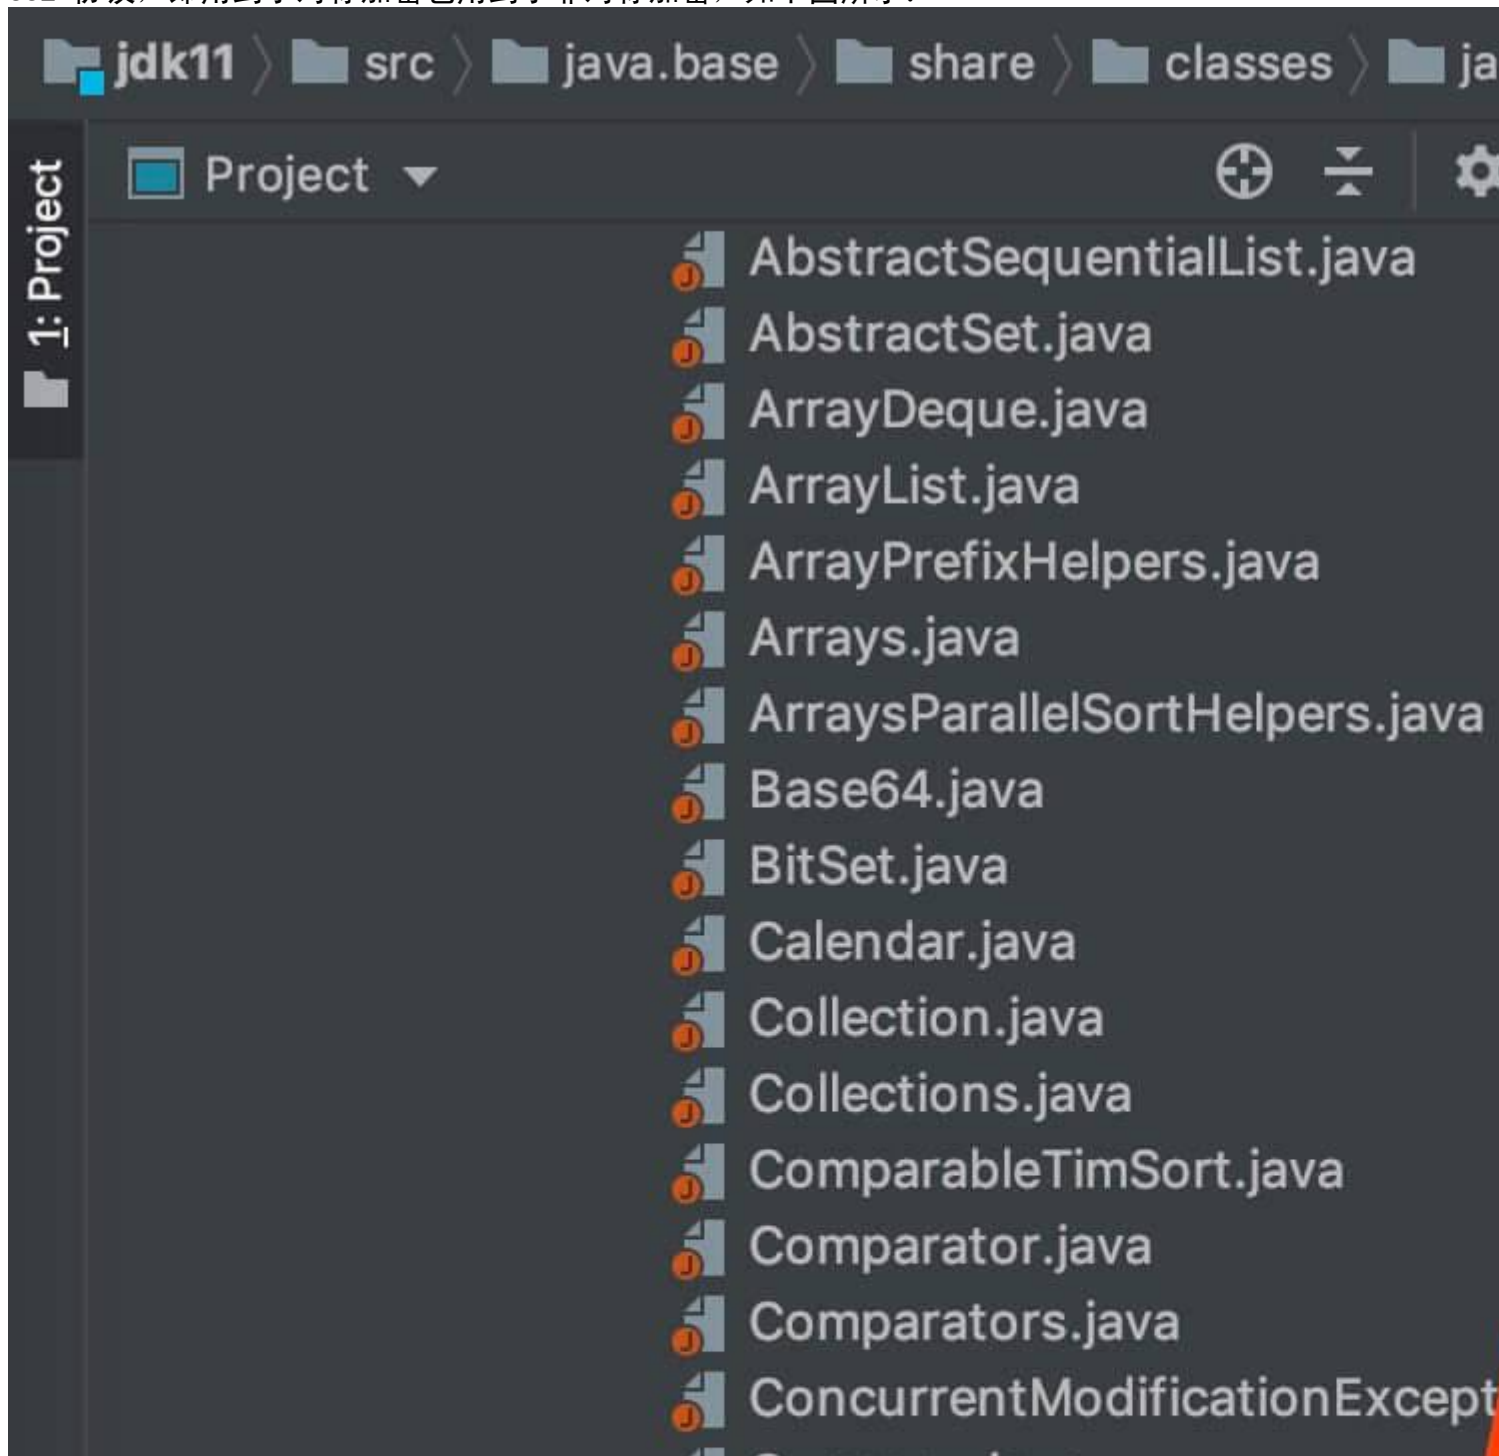 jdk11 src java.base share classes ja
1: Project
Project
AbstractSequentialList.java
AbstractSet.java
ArrayDeque.java
ArrayList.java
ArrayPrefixHelpers.java
Arrays.java
ArraysParallelSortHelpers.java
Base64.java
BitSet.java
Calendar.java
Collection.java
Collections.java
ComparableTimSort.java
Comparator.java
Comparators.java
ConcurrentModificationExcept